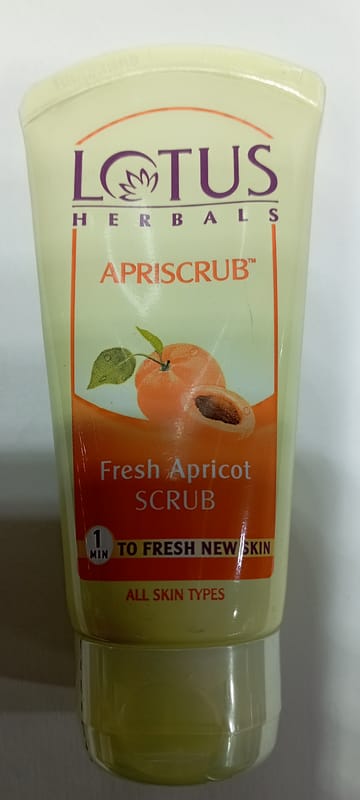 LOTUS
HERBALS
APRISCRUB™
Fresh Apricot
SCRUB
1 MIN TO FRESH NEW SKIN
ALL SKIN TYPES